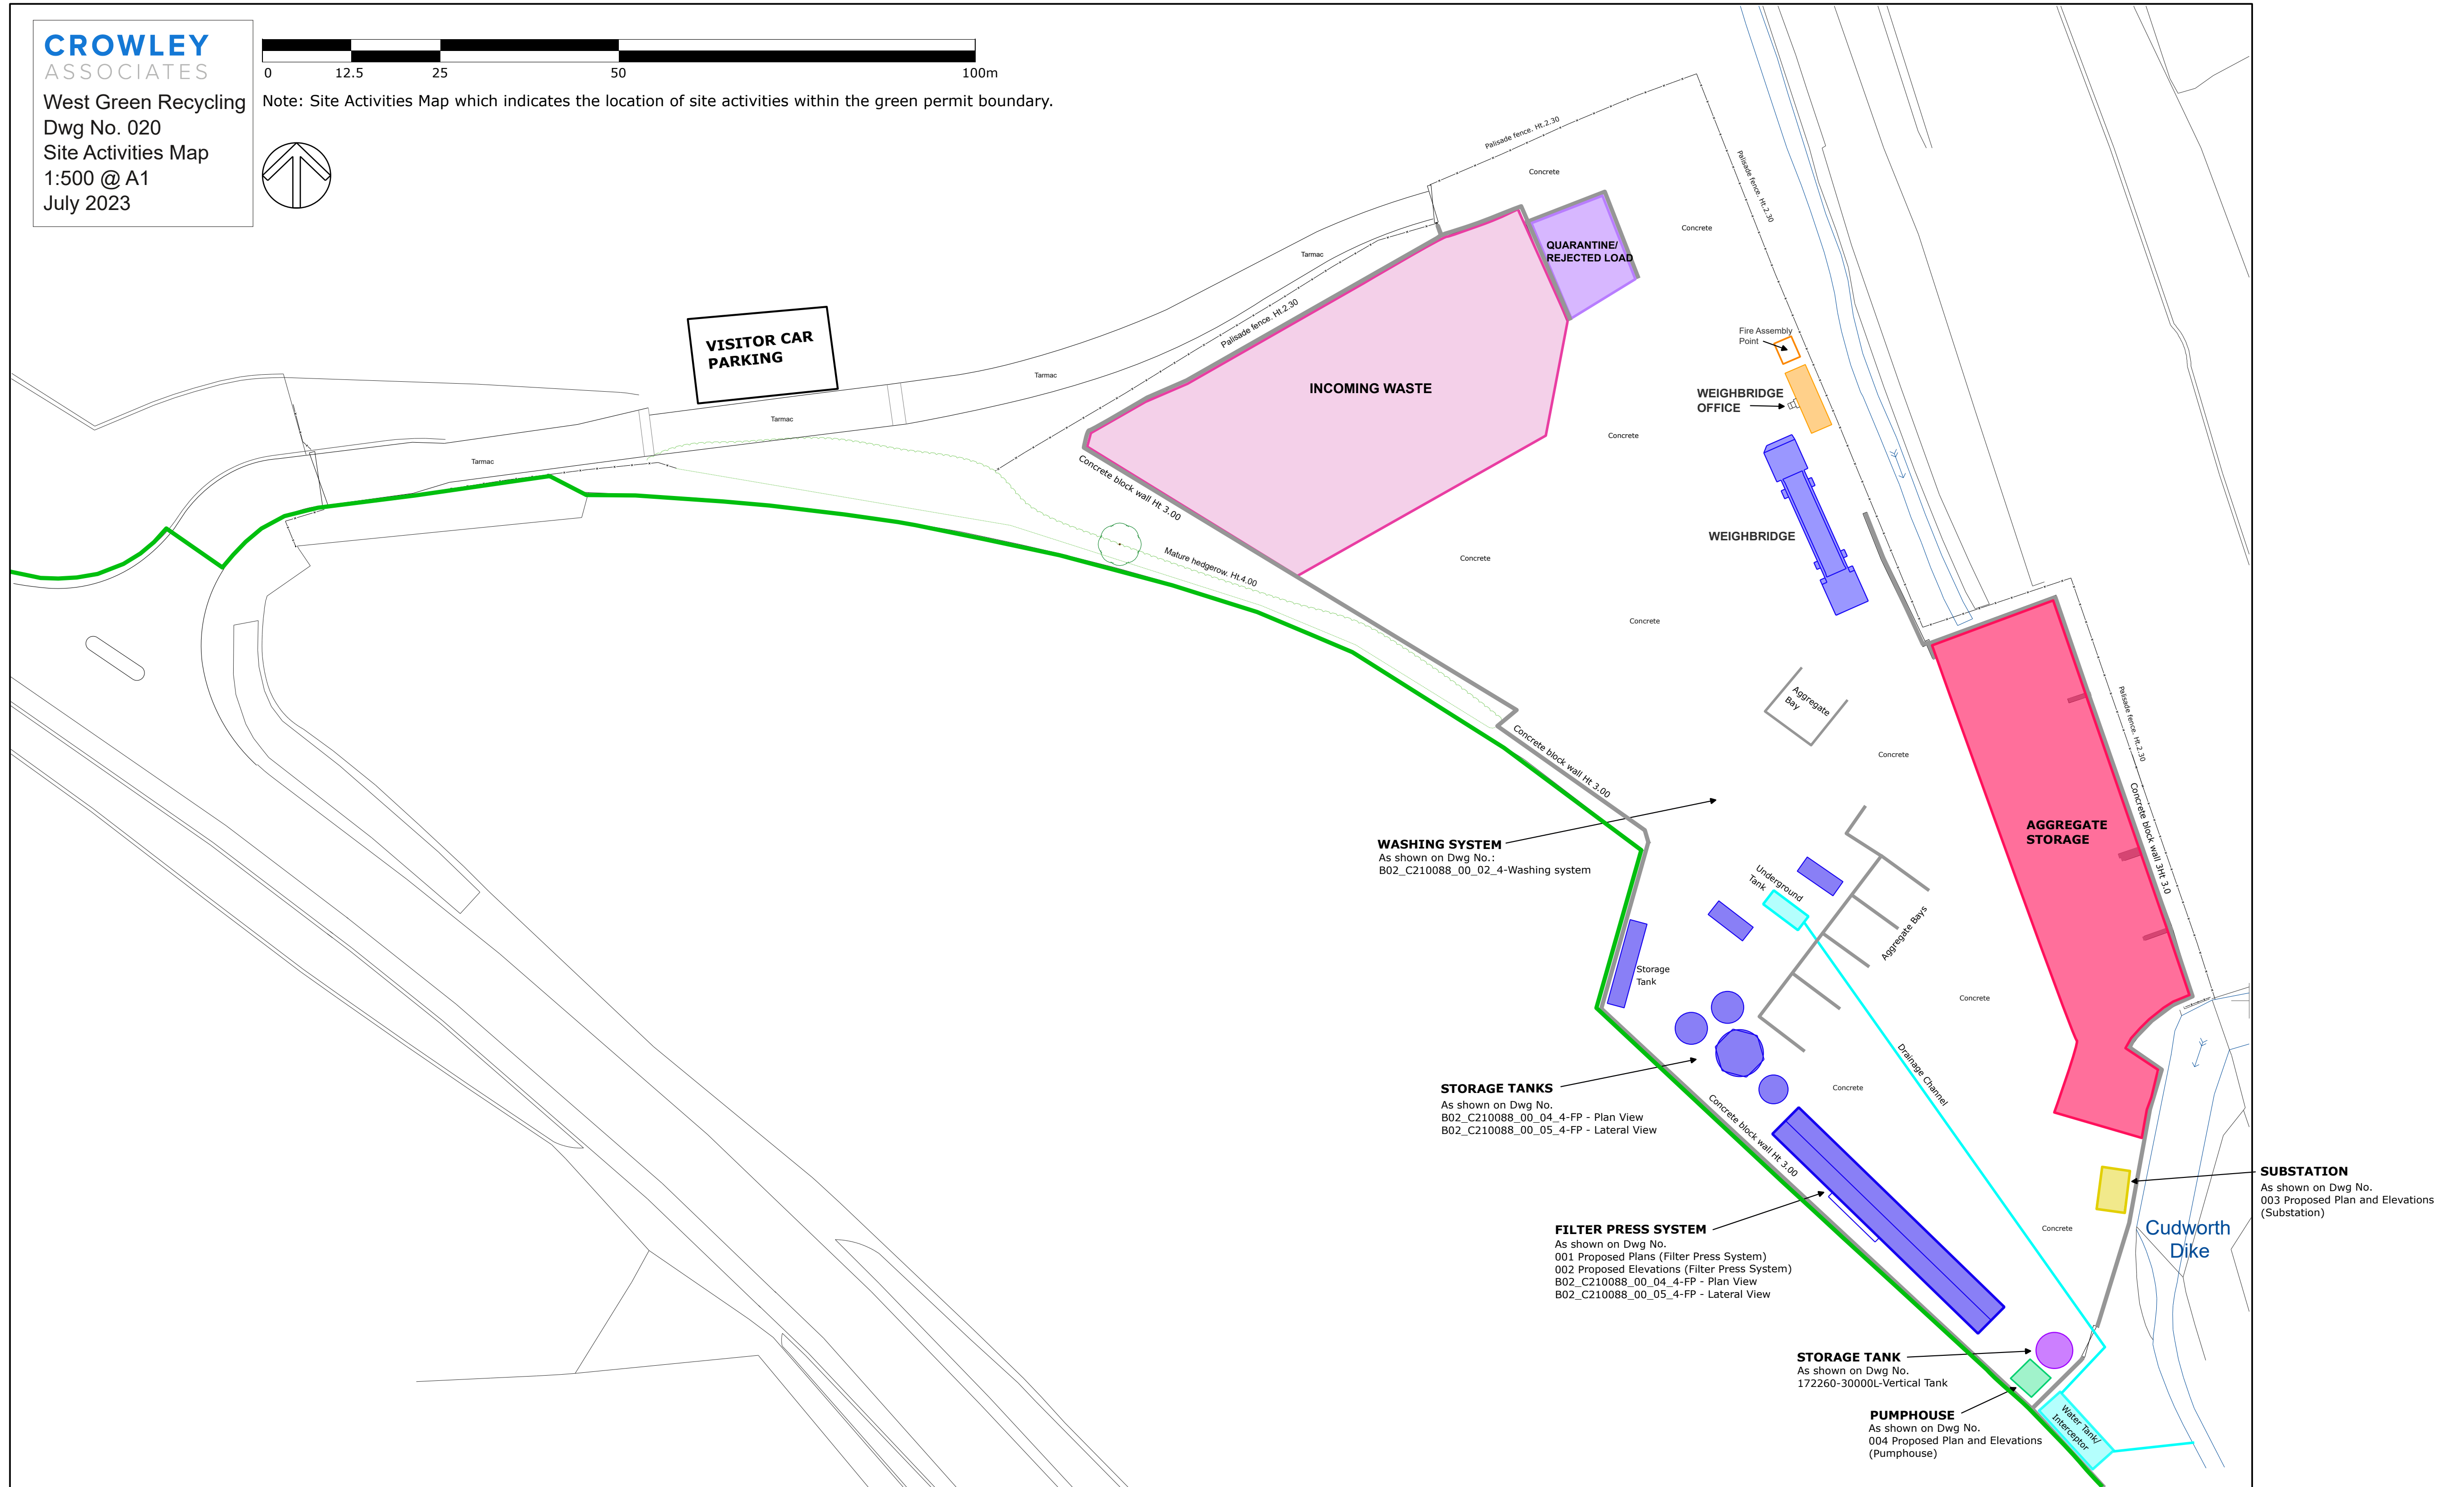 CROWLEY
ASSOCIATES
West Green Recycling
Dwg No. 020
Site Activities Map
1:500 @ A1
July 2023
0 12.5 25 50 100m
Note: Site Activities Map which indicates the location of site activities within the green permit boundary.
Palisade fence. Ht.2.30
Concrete
Palisade fence. Ht.2.30
Concrete
QUARANTINE/
REJECTED LOAD
Tarmac
Palisade fence. Ht.2.30
VISITOR CAR
PARKING
Tarmac
Tarmac
Tarmac
INCOMING WASTE
Fire Assembly
Point
WEIGHBRIDGE
OFFICE
Concrete
Concrete block wall Ht 3.00
WEIGHBRIDGE
Mature hedgerow. Ht.4.00
Concrete
Concrete
Aggregate
Bay
Palisade fence. Ht.2.30
Concrete block wall Ht 3.00
Concrete
WASHING SYSTEM
As shown on Dwg No.:
B02_C210088_00_02_4-Washing system
AGGREGATE
STORAGE
Concrete block wall 3Ht 3.0
Underground
Tank
Aggregate Bays
Storage
Tank
Concrete
Drainage Channel
STORAGE TANKS
As shown on Dwg No.
B02_C210088_00_04_4-FP - Plan View
B02_C210088_00_05_4-FP - Lateral View
Concrete
Concrete block wall Ht 3.00
SUBSTATION
As shown on Dwg No.
003 Proposed Plan and Elevations
(Substation)
Concrete
Cudworth
Dike
FILTER PRESS SYSTEM
As shown on Dwg No.
001 Proposed Plans (Filter Press System)
002 Proposed Elevations (Filter Press System)
B02_C210088_00_04_4-FP - Plan View
B02_C210088_00_05_4-FP - Lateral View
STORAGE TANK
As shown on Dwg No.
172260-30000L-Vertical Tank
PUMPHOUSE
As shown on Dwg No.
004 Proposed Plan and Elevations
(Pumphouse)
Water Tank/
Interceptor